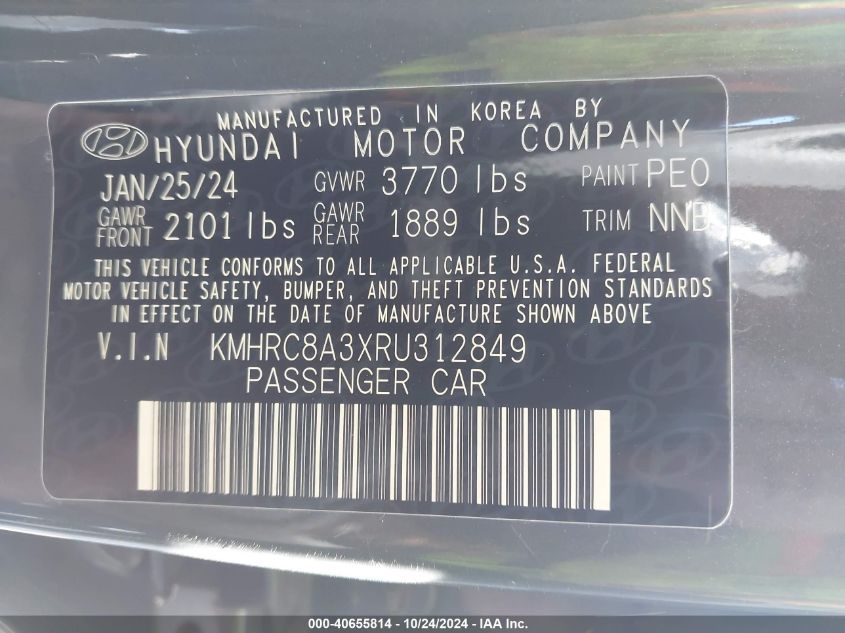 MANUFACTURED IN KOREA BY
HYUNDAI MOTOR COMPANY
JAN/25/24 GVWR 3770 lbs PAINT PE0
GAWR FRONT 2101 lbs GAWR REAR 1889 lbs TRIM NNB
THIS VEHICLE CONFORMS TO ALL APPLICABLE U.S.A. FEDERAL
MOTOR VEHICLE SAFETY, BUMPER, AND THEFT PREVENTION STANDARDS
IN EFFECT ON THE DATE OF MANUFACTURE SHOWN ABOVE
V.I.N KMHRC8A3XRU312849
PASSENGER CAR
000-40655814 - 10/24/2024 - IAA Inc.